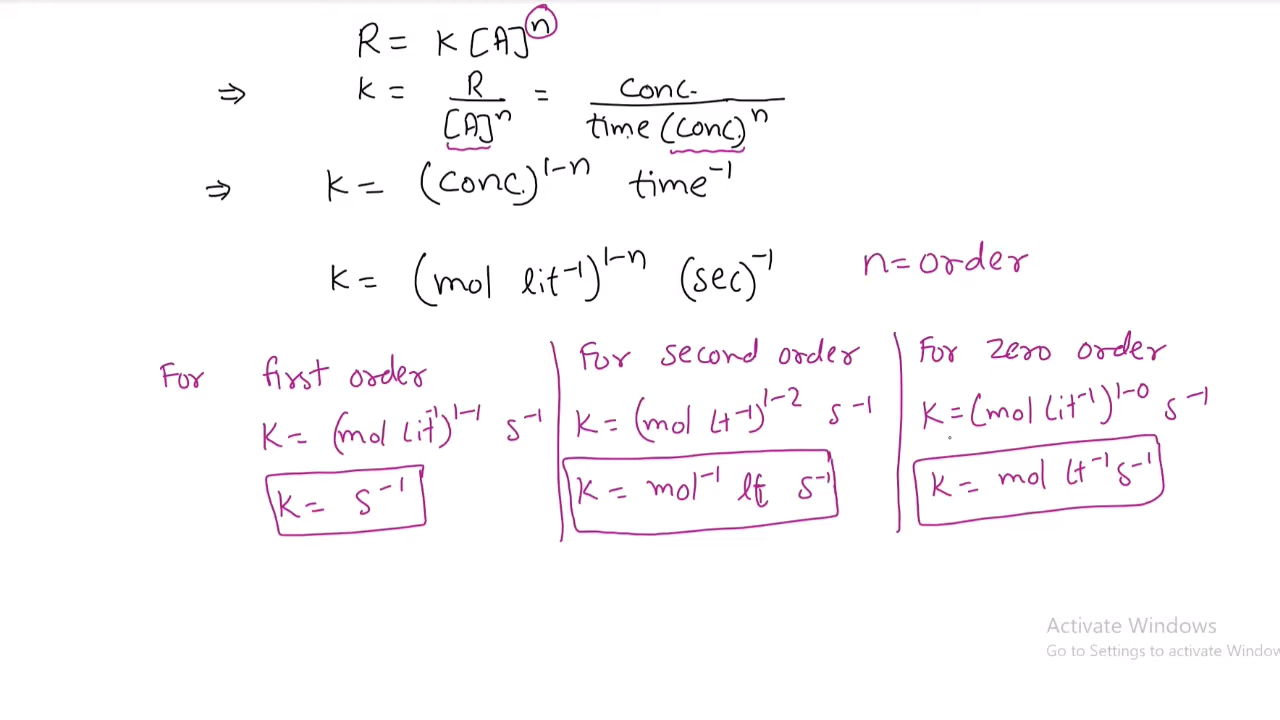 R = K [A]^n
⇒ K = R / [A]^n = Conc. / time (Conc)^n
⇒ K = (Conc.)^1-n time^-1
K = (mol lit^-1)^1-n (sec)^-1 n = order
For first order
K = (mol Lit^-1)^1-1 s^-1
K = s^-1
For second order
K = (mol Lt^-1)^1-2 s^-1
K = mol^-1 lt s^-1
For zero order
K = (mol Lit^-1)^1-0 s^-1
K = mol Lt^-1 s^-1
Activate Windows
Go to Settings to activate Window